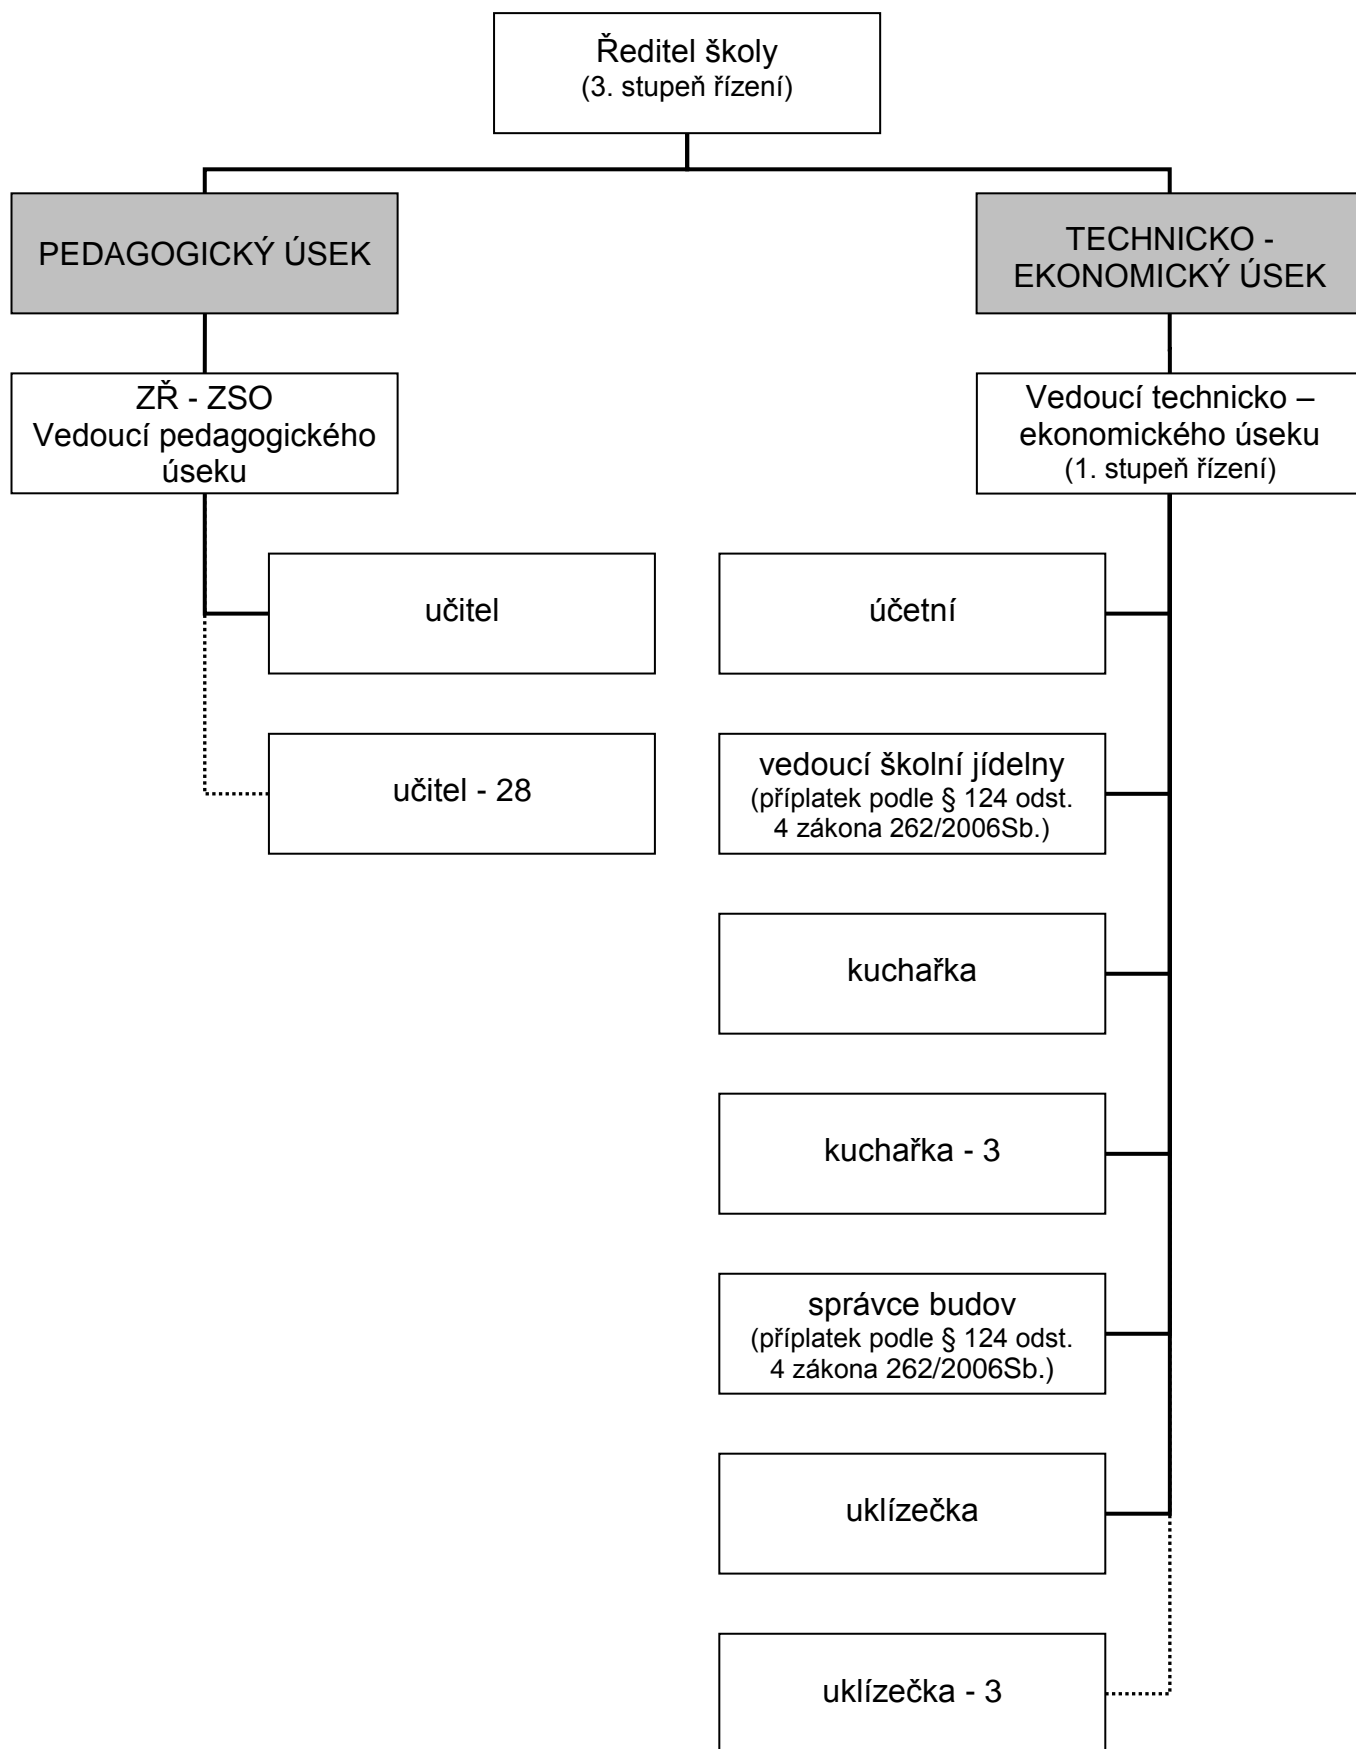 Ředitel školy
(3. stupeň řízení)
PEDAGOGICKÝ ÚSEK
TECHNICKO -
EKONOMICKÝ ÚSEK
ZŘ - ZSO
Vedoucí pedagogického
úseku
Vedoucí technicko –
ekonomického úseku
(1. stupeň řízení)
učitel
účetní
učitel - 28
vedoucí školní jídelny
(příplatek podle § 124 odst.
4 zákona 262/2006Sb.)
kuchařka
kuchařka - 3
správce budov
(příplatek podle § 124 odst.
4 zákona 262/2006Sb.)
uklízečka
uklízečka - 3